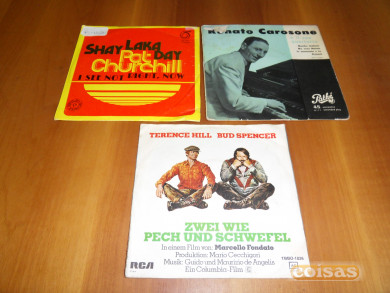 SHAY LAKA DAY
Pat
Churchill
I SEE NOT RIGHT NOW
Renato Carosone
Pathé
45
TERENCE HILL BUD SPENCER
ZWEI WIE
PECH UND SCHWEFEL
In einem Film von Marcello Fondato
Produktion: Mario Cecchi gori
Musik: Guido und Maurizio de Angelis
Ein Columbia-Film
RCA
coisas